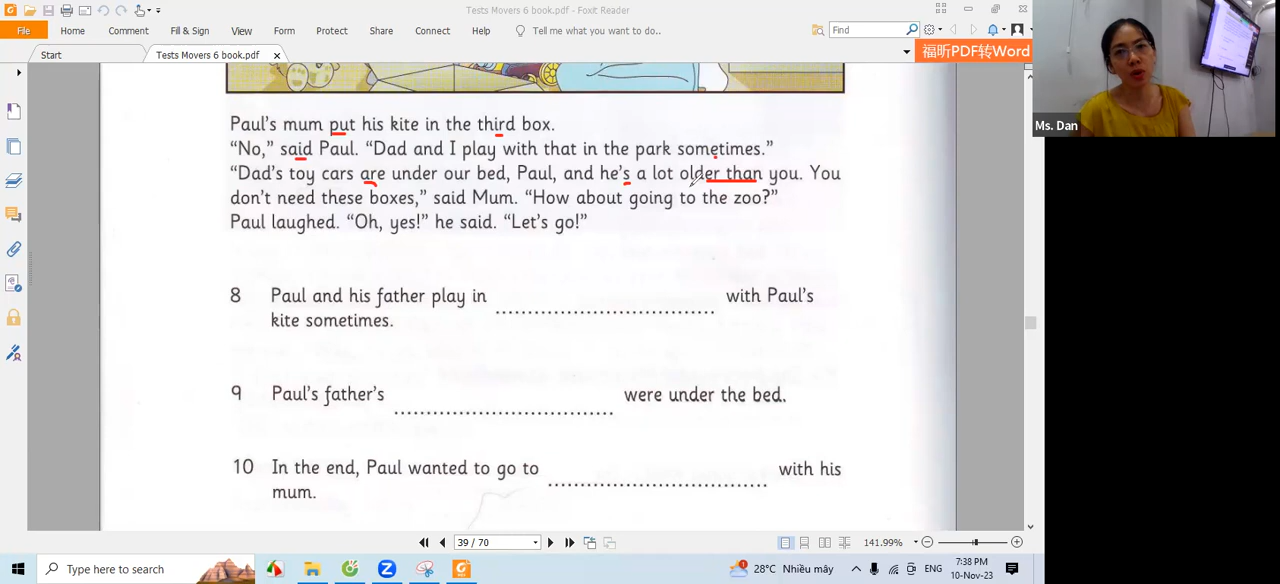 Tests Movers 6 book.pdf - Foxit Reader
File
Home
Comment
Fill & Sign
View
Form
Protect
Share
Connect
Help
Tell me what you want to do..
Find
Start
Tests Movers 6 book.pdf
福昕PDF转Word
Ms. Dan
Paul's mum put his kite in the third box.
“No,” said Paul. “Dad and I play with that in the park sometimes.”
“Dad's toy cars are under our bed, Paul, and he's a lot older than you. You
don't need these boxes,” said Mum. “How about going to the zoo?”
Paul laughed. “Oh, yes!” he said. “Let's go!”
8 Paul and his father play in ........................................ with Paul's
kite sometimes.
9 Paul's father's ........................................ were under the bed.
10 In the end, Paul wanted to go to ........................................ with his
mum.
39 / 70
141.99%
Type here to search
28°C Nhiều mây
ENG
7:38 PM
10-Nov-23